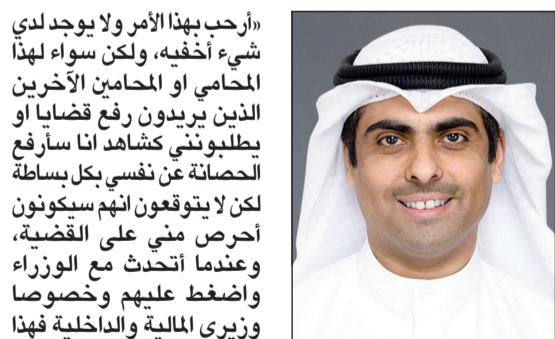 «أرحب بهذا الأمر ولا يوجد لدي
شيء أخفيه، ولكن سواء لهذا
المحامي او المحامين الآخرين
الذين يريدون رفع قضايا او
يطلبونني كشاهد انا سأرفع
الحصانة عن نفسي بكل بساطة
لكن لا يتوقعون انهم سيكونون
أحرص مني على القضية،
وعندما أتحدث مع الوزراء
واضغط عليهم وخصوصا
وزيري المالية والداخلية فهذا